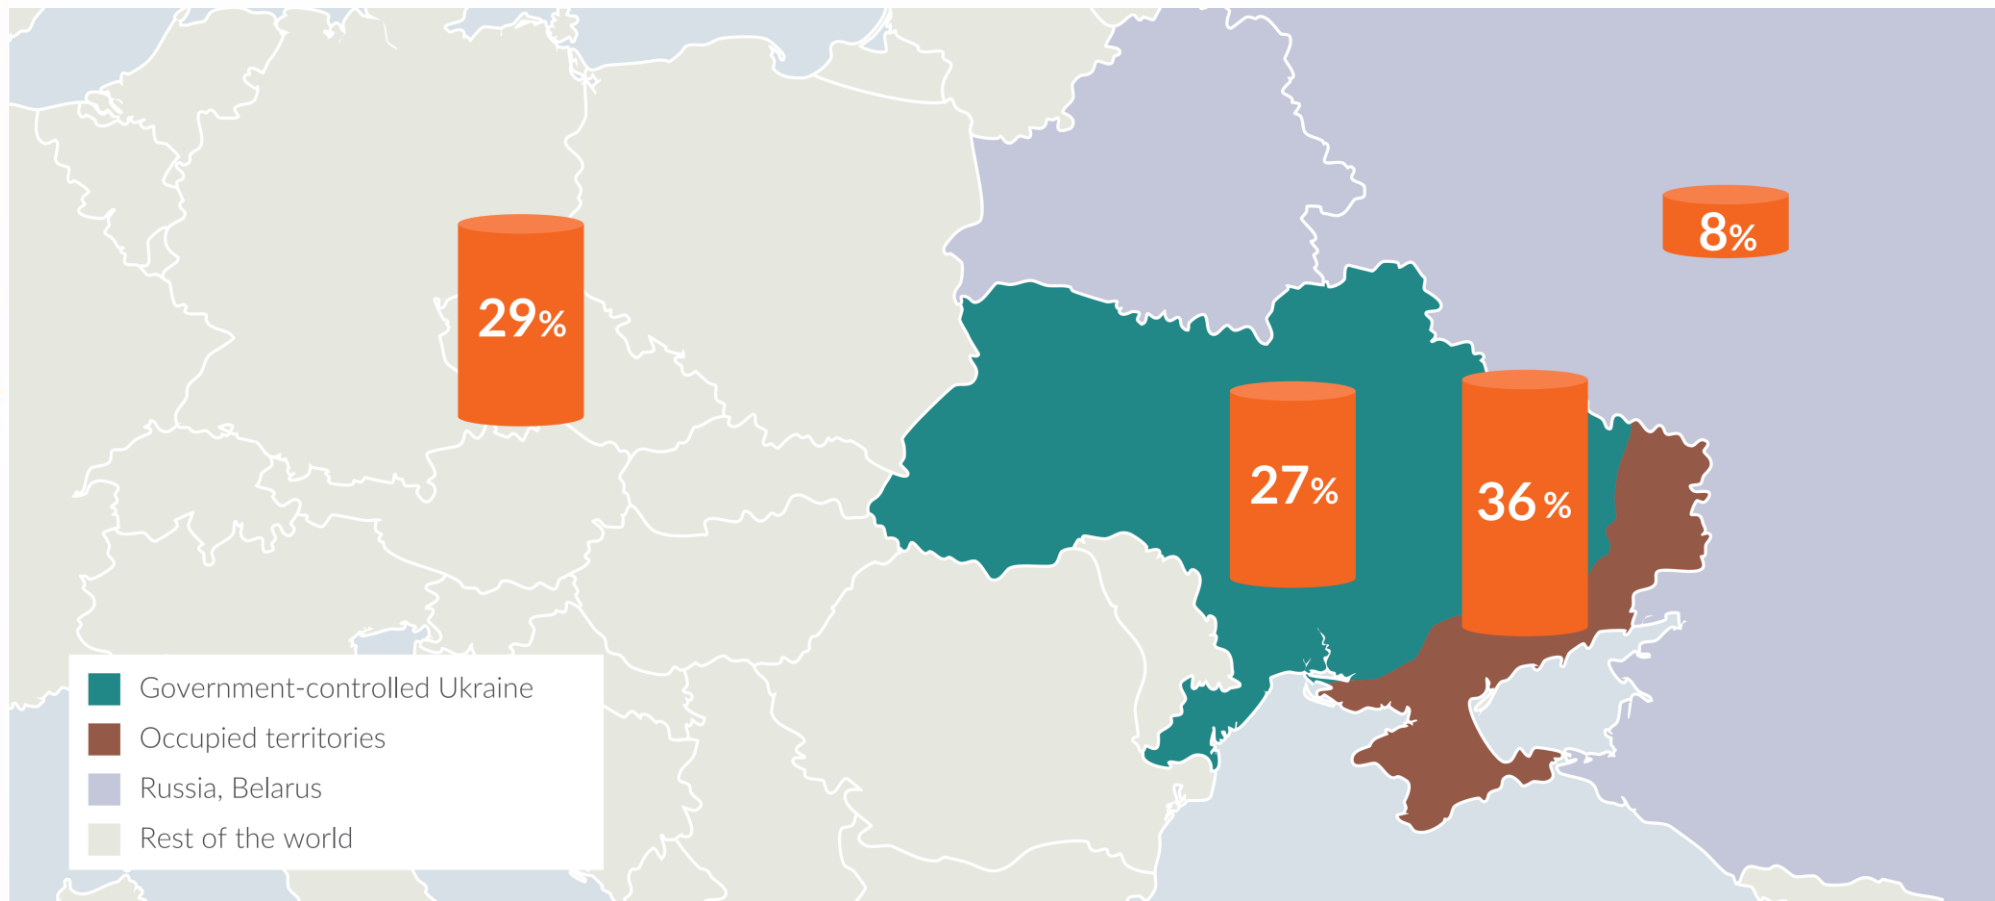 8%
29%
27%
36 %
Government-controlled Ukraine
Occupied territories
Russia, Belarus
Rest of the world